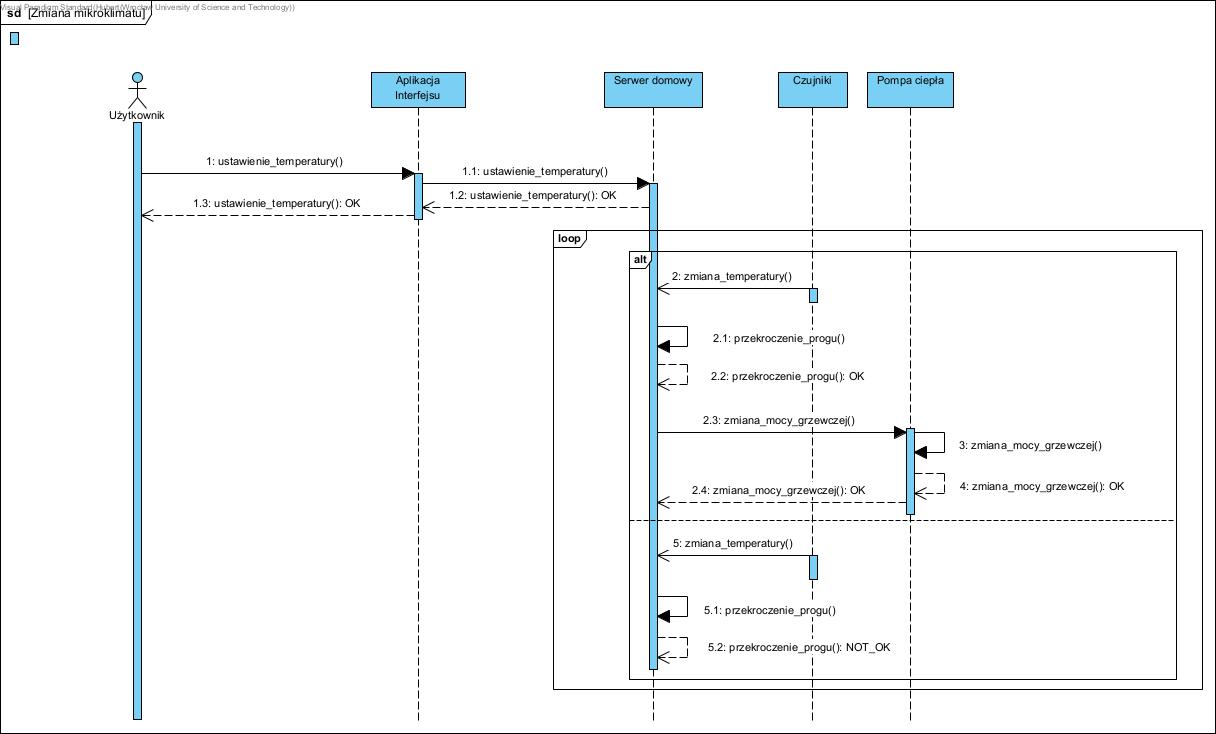 Visual Paradigm Standard(Hubert(Wrocław University of Science and Technology))
sd [Zmiana mikroklimatu]
Użytkownik
Aplikacja
Interfejsu
Serwer domowy
Czujniki
Pompa ciepła
1: ustawienie_temperatury()
1.1: ustawienie_temperatury()
1.2: ustawienie_temperatury(): OK
1.3: ustawienie_temperatury(): OK
loop
alt
2: zmiana_temperatury()
2.1: przekroczenie_progu()
2.2: przekroczenie_progu(): OK
2.3: zmiana_mocy_grzewczej()
3: zmiana_mocy_grzewczej()
4: zmiana_mocy_grzewczej(): OK
2.4: zmiana_mocy_grzewczej(): OK
5: zmiana_temperatury()
5.1: przekroczenie_progu()
5.2: przekroczenie_progu(): NOT_OK